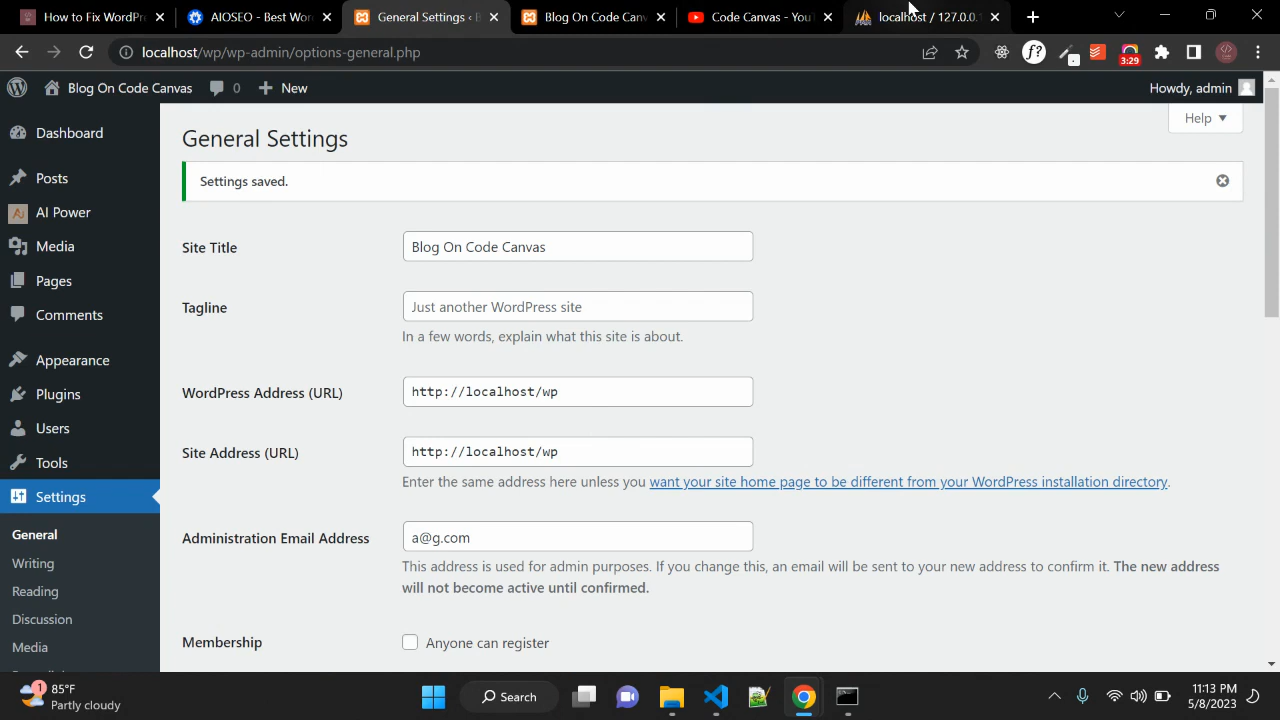 How to Fix WordPr
AIOSEO - Best Wor
General Settings ‹ B
Blog On Code Canv
Code Canvas - You
localhost / 127.0.0.1
localhost/wp/wp-admin/options-general.php
f?
3:29
Blog On Code Canvas
0
New
Howdy, admin
Help
Dashboard
Posts
AI Power
Media
Pages
Comments
Appearance
Plugins
Users
Tools
Settings
General
Writing
Reading
Discussion
Media
General Settings
Settings saved.
Site Title
Blog On Code Canvas
Tagline
Just another WordPress site
In a few words, explain what this site is about.
WordPress Address (URL)
http://localhost/wp
Site Address (URL)
http://localhost/wp
Enter the same address here unless you want your site home page to be different from your WordPress installation directory.
Administration Email Address
a@g.com
This address is used for admin purposes. If you change this, an email will be sent to your new address to confirm it. The new address
will not become active until confirmed.
Membership
Anyone can register
1
85°F
Partly cloudy
Search
11:13 PM
5/8/2023